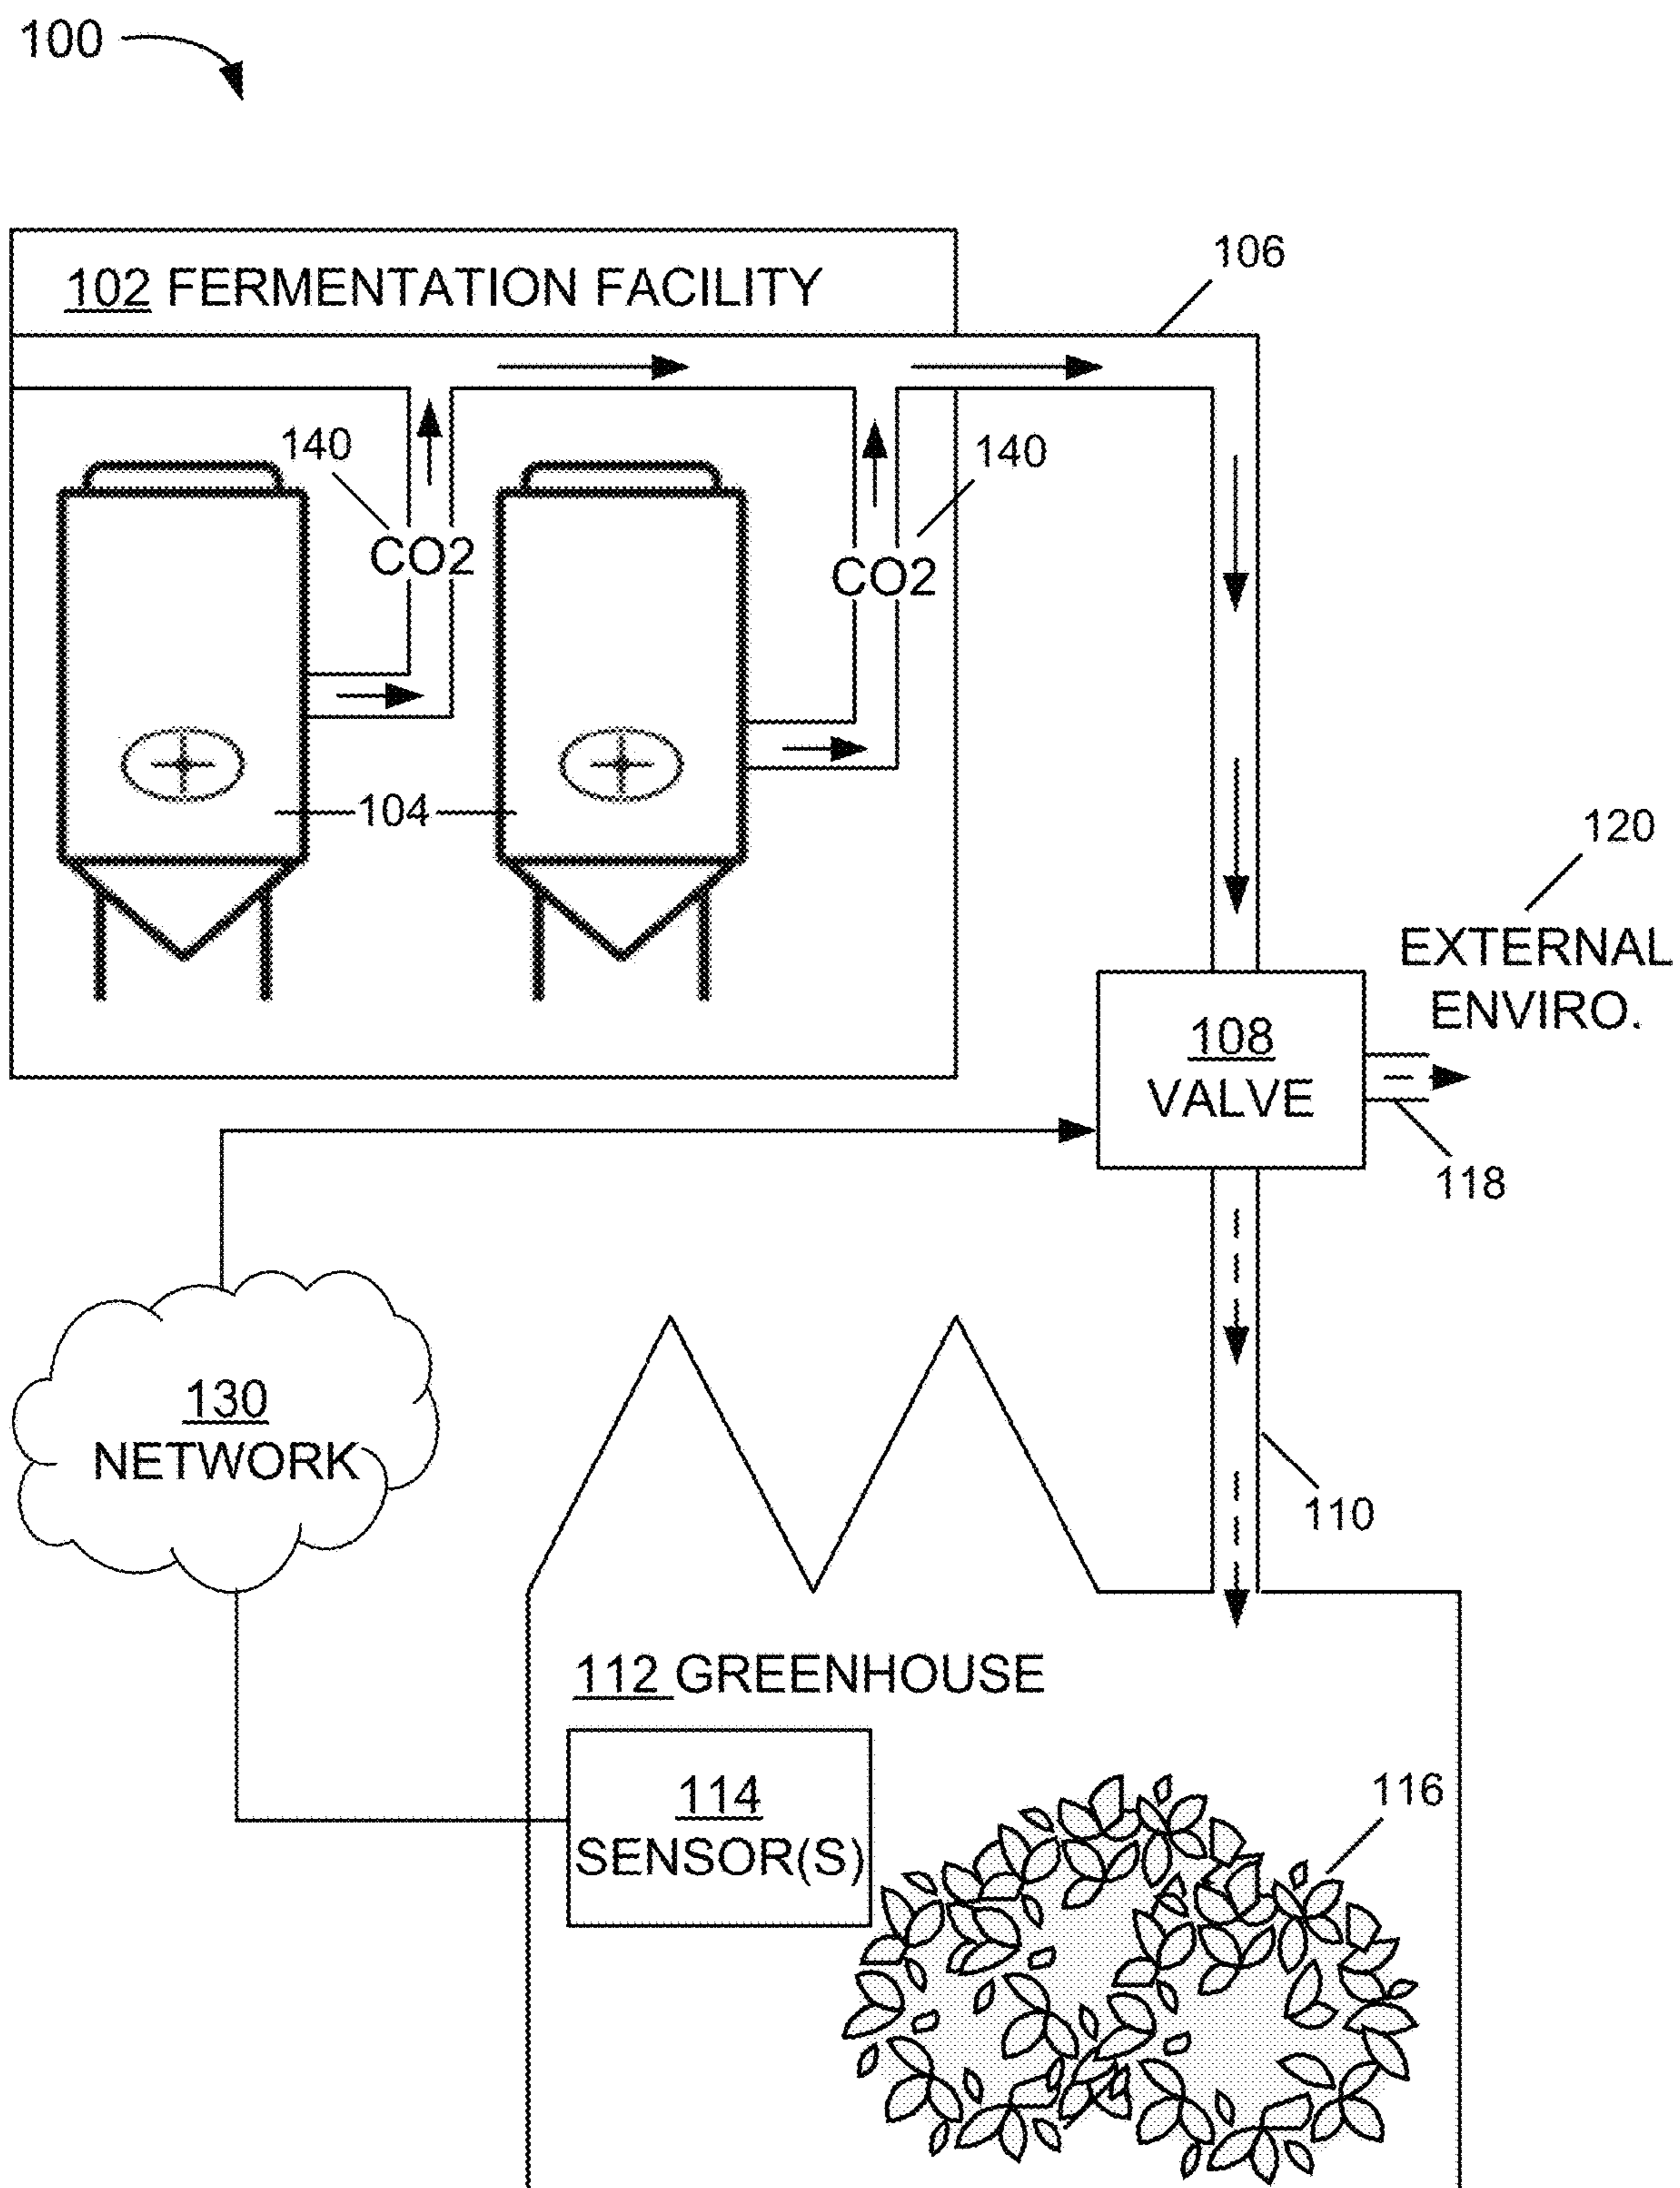 100
102 FERMENTATION FACILITY
106
140
CO2
140
CO2
104
120
EXTERNAL
ENVIRO.
108
VALVE
118
130
NETWORK
110
112 GREENHOUSE
114
SENSOR(S)
116